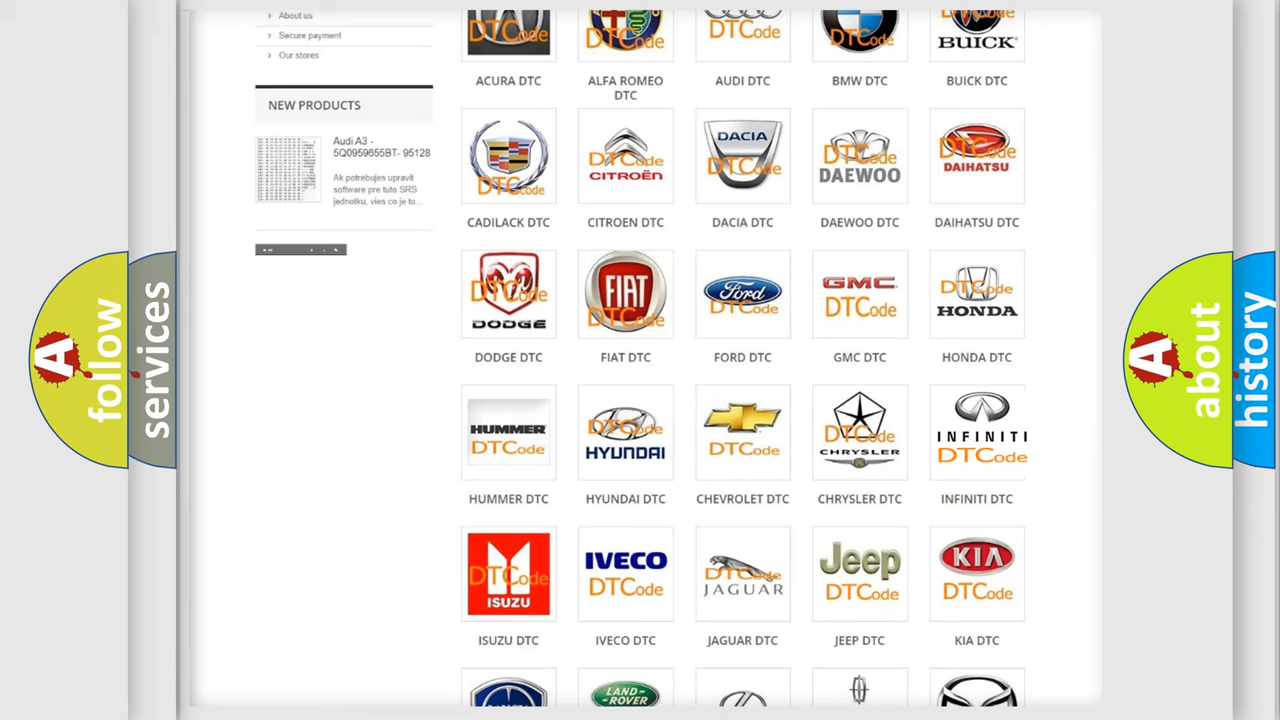 About us
Secure payment
Our stores
NEW PRODUCTS
Audi A3 -
5Q0959655BT- 95128
Ak potrebujes upravit
software pre tuto SRS
jednotku, vies co je to...
DTCode
DTCode
DTCode
DTCode
BUICK
ACURA DTC
ALFA ROMEO
DTC
AUDI DTC
BMW DTC
BUICK DTC
DTCode
DTCode
CITROËN
DACIA
DTCode
DTCode
DAEWOO
DTCode
DAIHATSU
CADILACK DTC
CITROEN DTC
DACIA DTC
DAEWOO DTC
DAIHATSU DTC
DTCode
DODGE
FIAT
DTCode
Ford
DTCode
GMC
DTCode
DTCode
HONDA
DODGE DTC
FIAT DTC
FORD DTC
GMC DTC
HONDA DTC
HUMMER
DTCode
DTCode
HYUNDAI
DTCode
DTCode
CHRYSLER
INFINITI
DTCode
HUMMER DTC
HYUNDAI DTC
CHEVROLET DTC
CHRYSLER DTC
INFINITI DTC
DTCode
ISUZU
IVECO
DTCode
DTCode
JAGUAR
Jeep
DTCode
KIA
DTCode
ISUZU DTC
IVECO DTC
JAGUAR DTC
JEEP DTC
KIA DTC
LAND-
ROVER
A follow
services
A about
history